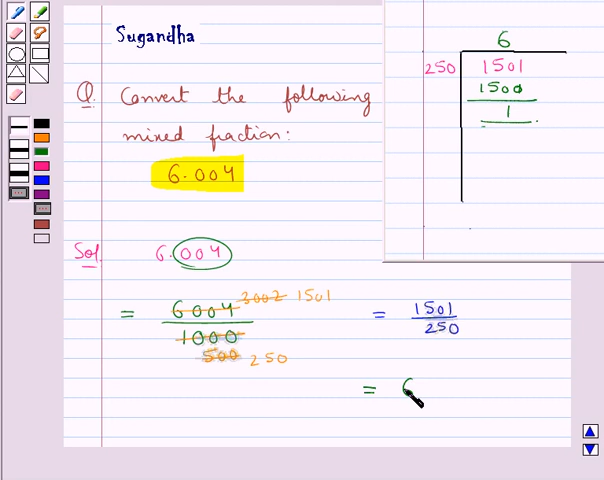 Sugandha
Q. Convert the following
mixed fraction:
6.004
Sol. 6.004
= 6004 3002 1501
1000
500 250
= 1501
250
= 6
6
250 1501
1500
1